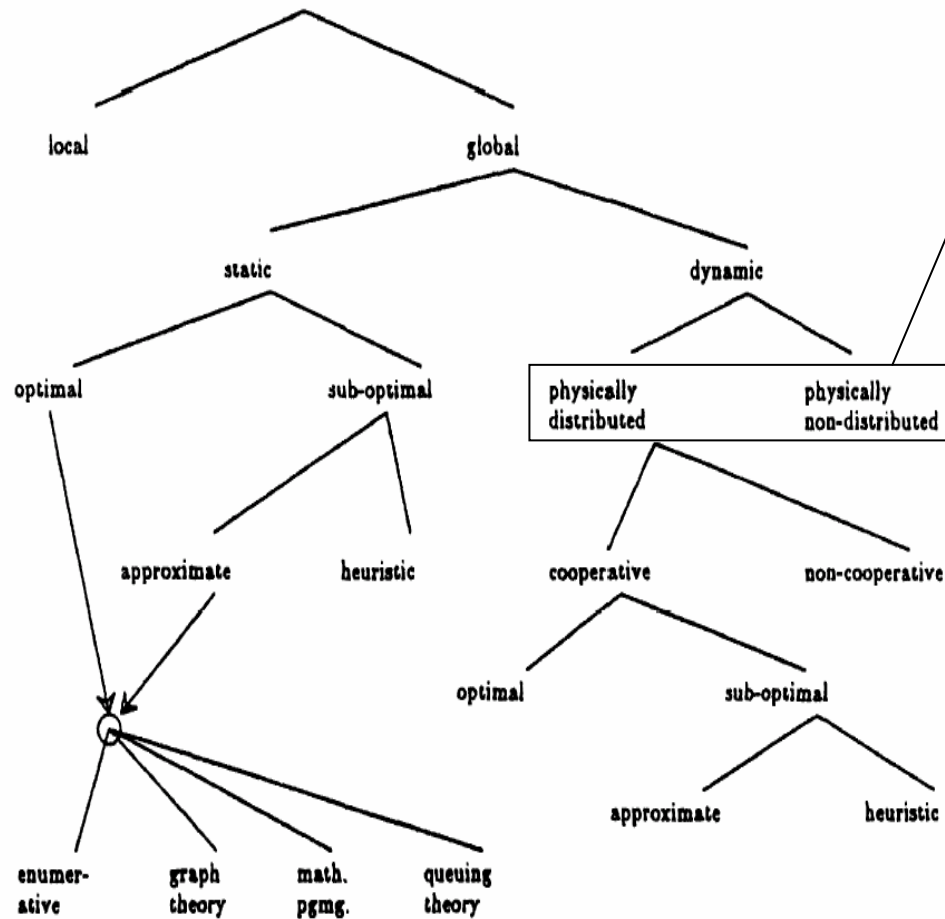 local
global
static
dynamic
optimal
sub-optimal
physically
distributed
physically
non-distributed
approximate
heuristic
cooperative
non-cooperative
optimal
sub-optimal
approximate
heuristic
enumer-
ative
graph
theory
math.
pgmg.
queuing
theory